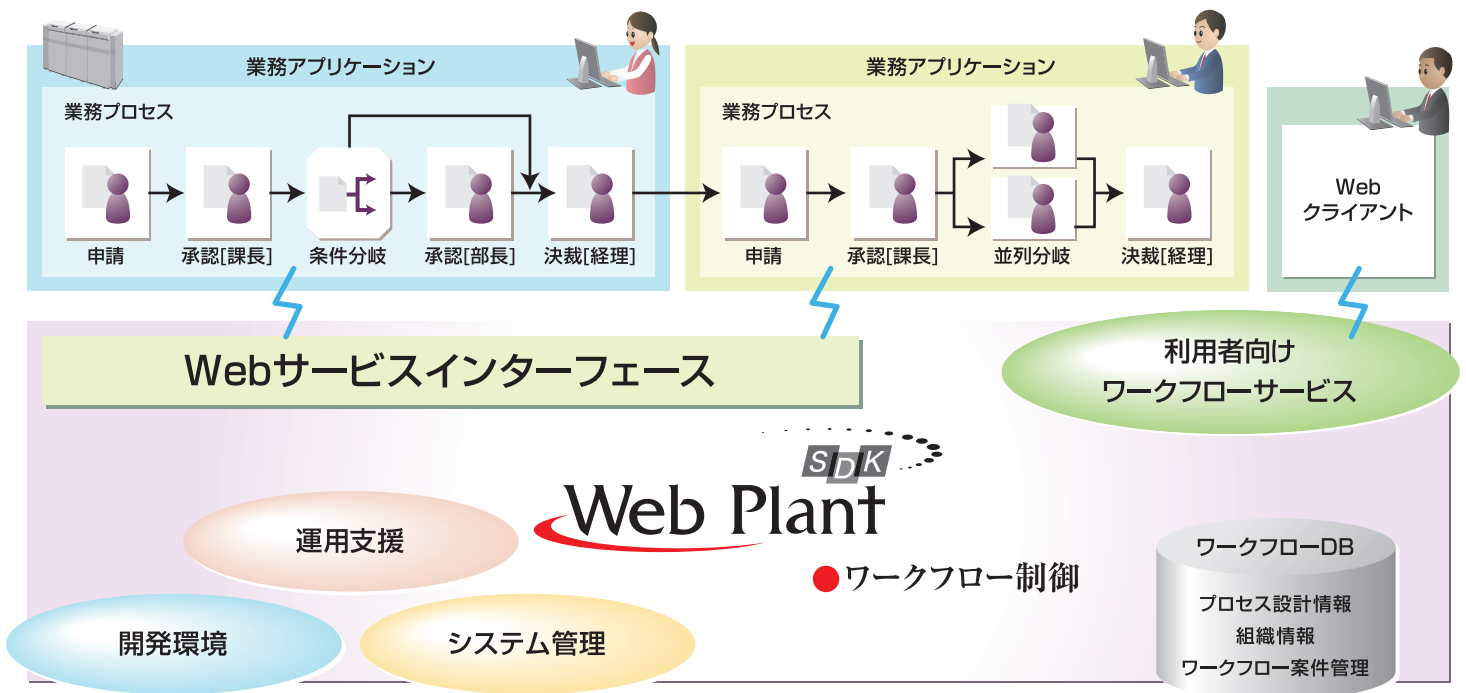 業務アプリケーション
業務プロセス
申請
承認[課長]
条件分岐
承認[部長]
決裁[経理]
業務アプリケーション
業務プロセス
申請
承認[課長]
並列分岐
決裁[経理]
Web
クライアント
Webサービスインターフェース
利用者向け
ワークフローサービス
SDK
Web Plant
●ワークフロー制御
運用支援
開発環境
システム管理
ワークフローDB
プロセス設計情報
組織情報
ワークフロー案件管理